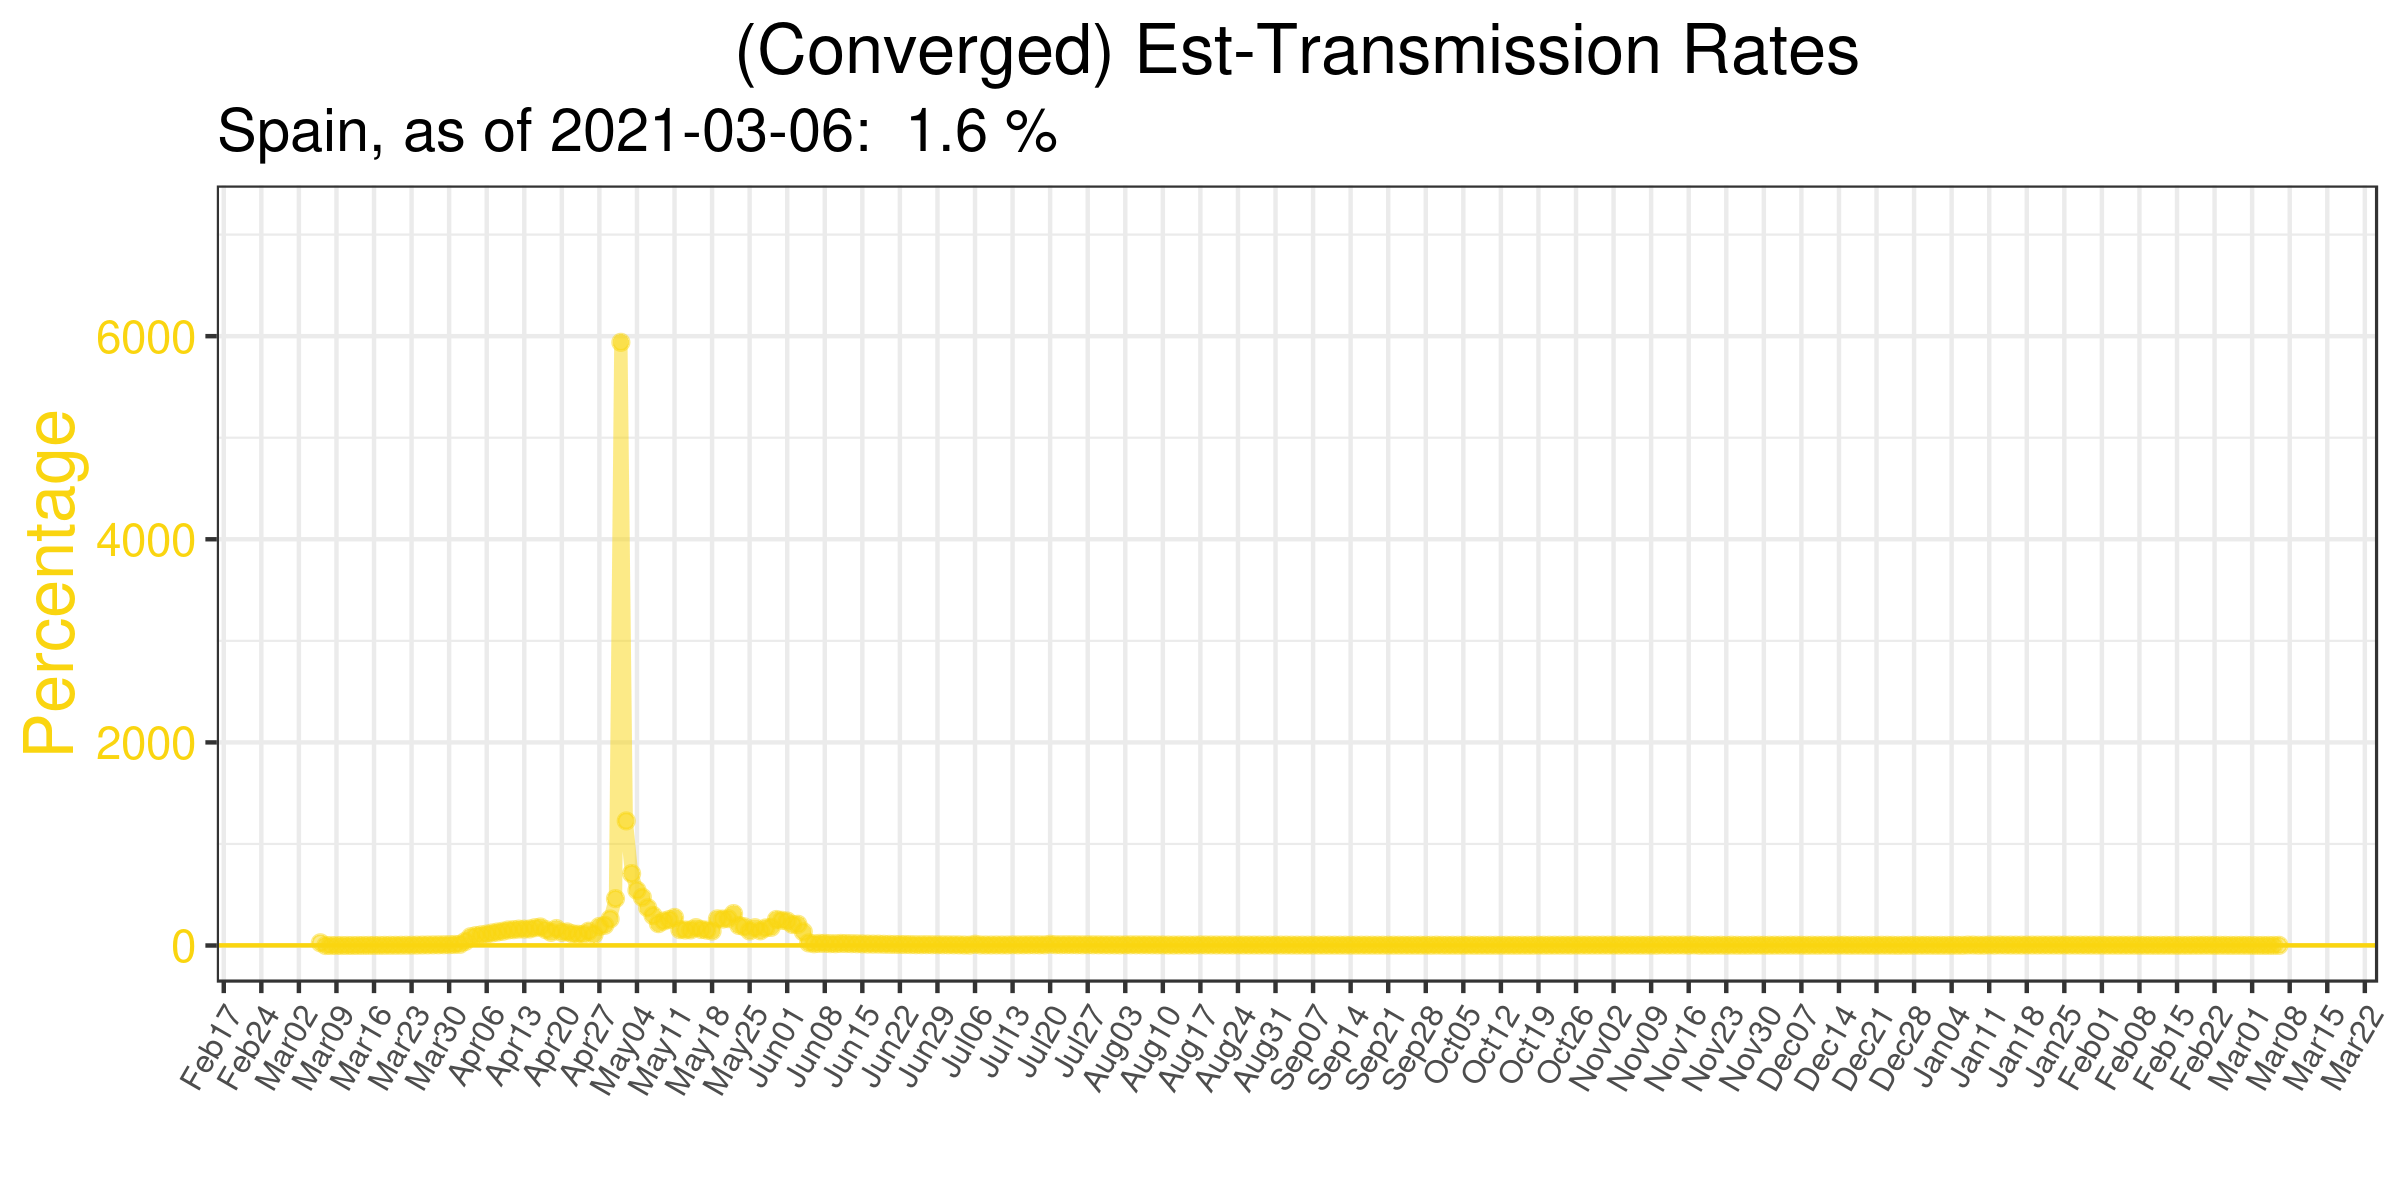 (Converged) Est-Transmission Rates
Spain, as of 2021-03-06:  1.6 %
Percentage
6000
4000
2000
0
Feb17 Feb24 Mar02 Mar09 Mar16 Mar23 Mar30 Apr06 Apr13 Apr20 Apr27 May04 May11 May18 May25 Jun01 Jun08 Jun15 Jun22 Jun29 Jul06 Jul13 Jul20 Jul27 Aug03 Aug10 Aug17 Aug24 Aug31 Sep07 Sep14 Sep21 Sep28 Oct05 Oct12 Oct19 Oct26 Nov02 Nov09 Nov16 Nov23 Nov30 Dec07 Dec14 Dec21 Dec28 Jan04 Jan11 Jan18 Jan25 Feb01 Feb08 Feb15 Feb22 Mar01 Mar08 Mar15 Mar22